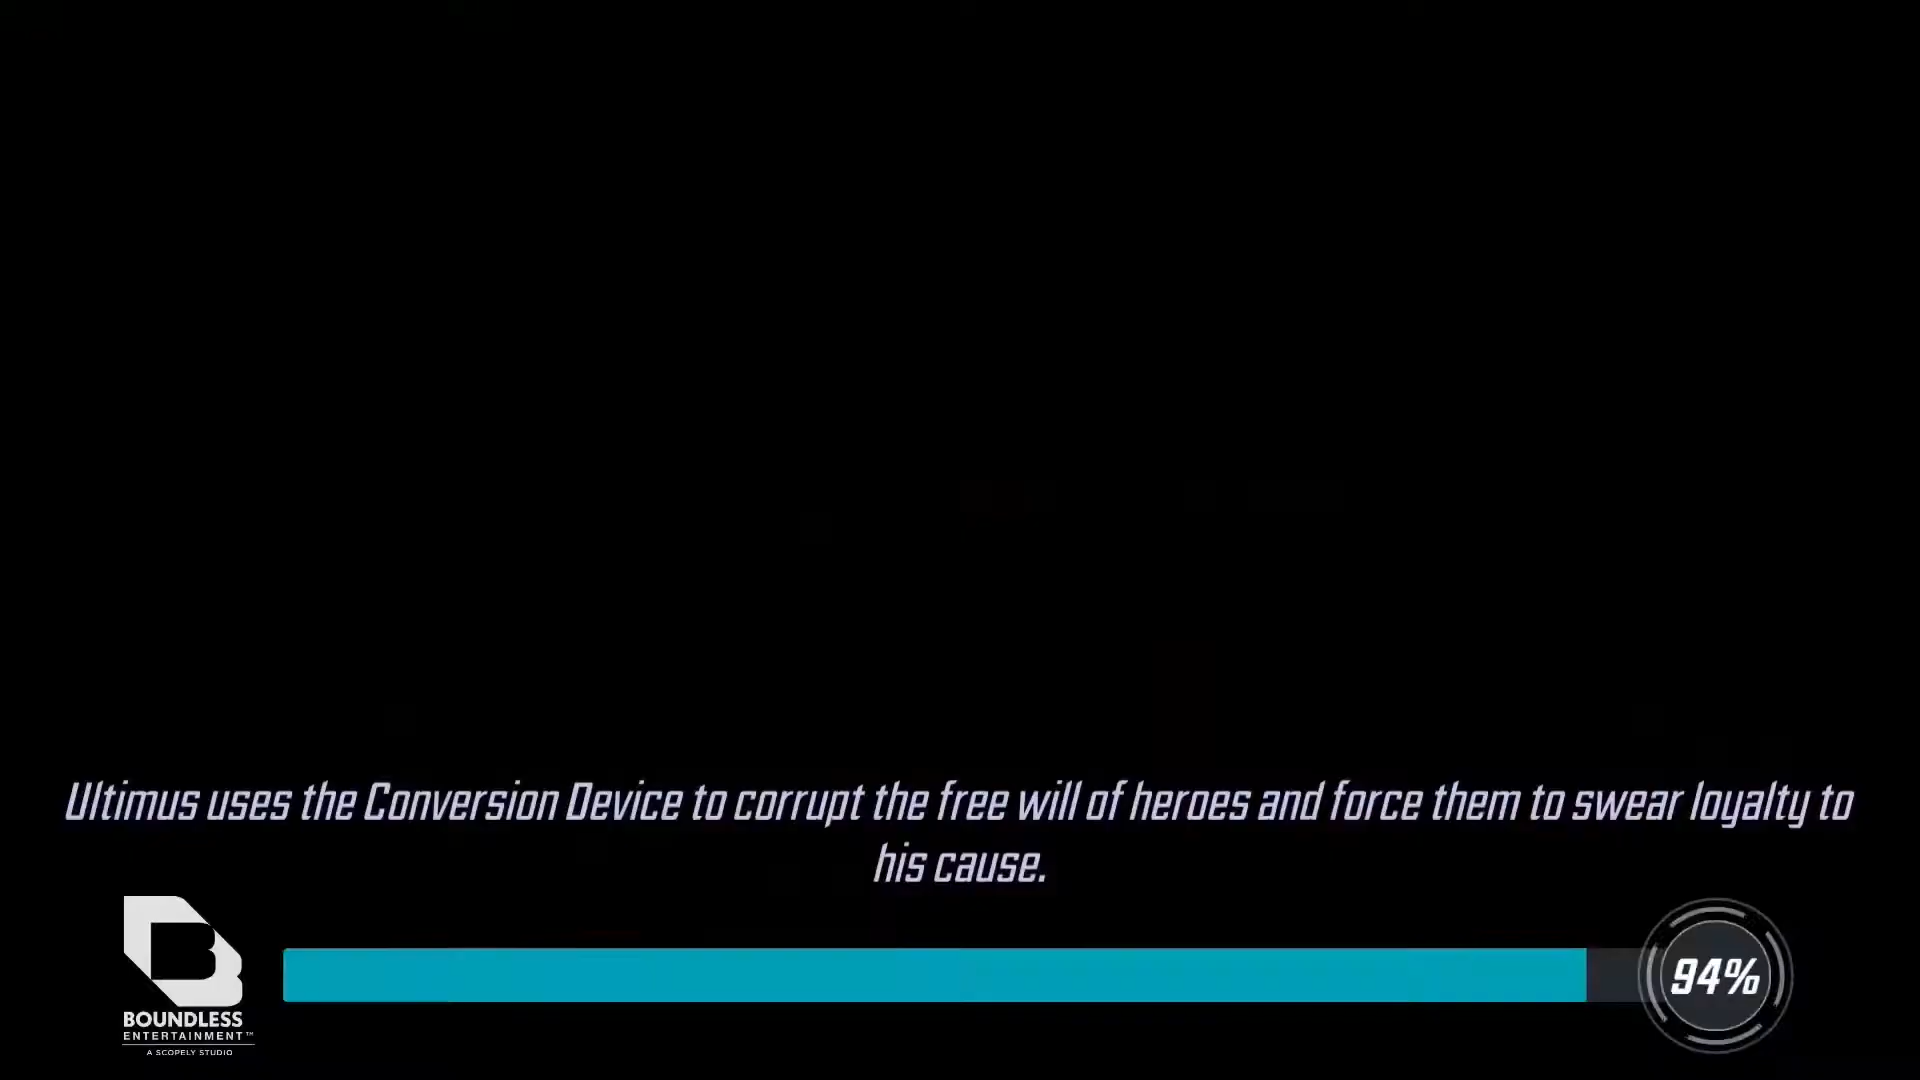 Ultimus uses the Conversion Device to corrupt the free will of heroes and force them to swear loyalty to
his cause.
94%
BOUNDLESS
ENTERTAINMENT™
A SCOPELY STUDIO